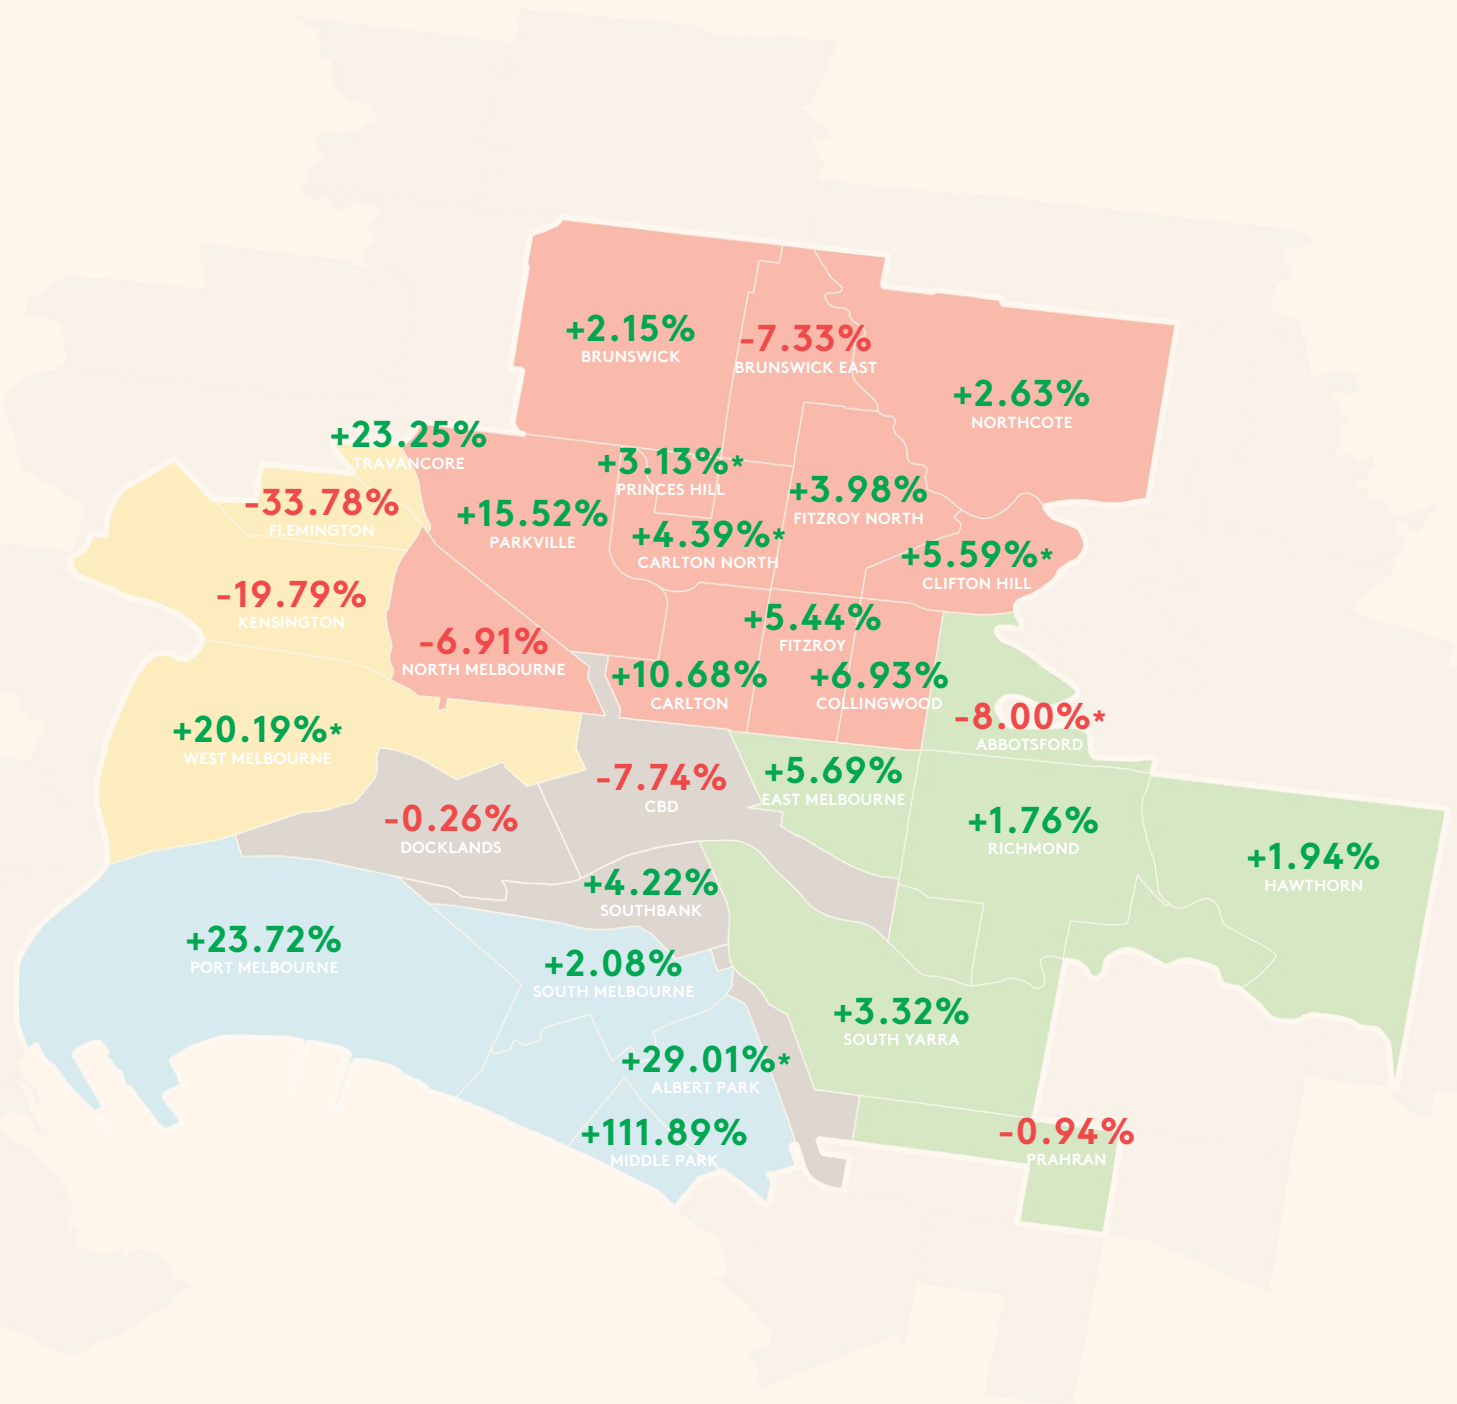 +2.15%
BRUNSWICK
-7.33%
BRUNSWICK EAST
+2.63%
NORTHCOTE
+23.25%
TRAVANCORE
+3.13%*
PRINCES HILL
-33.78%
FLEMINGTON
+15.52%
PARKVILLE
+3.98%
FITZROY NORTH
+4.39%*
CARLTON NORTH
+5.59%*
CLIFTON HILL
-19.79%
KENSINGTON
-6.91%
NORTH MELBOURNE
+5.44%
FITZROY
+10.68%
CARLTON
+6.93%
COLLINGWOOD
+20.19%*
WEST MELBOURNE
-8.00%*
ABBOTSFORD
-7.74%
CBD
+5.69%
EAST MELBOURNE
-0.26%
DOCKLANDS
+1.76%
RICHMOND
+1.94%
HAWTHORN
+4.22%
SOUTHBANK
+23.72%
PORT MELBOURNE
+2.08%
SOUTH MELBOURNE
+3.32%
SOUTH YARRA
+29.01%*
ALBERT PARK
+111.89%
MIDDLE PARK
-0.94%
PRAHRAN